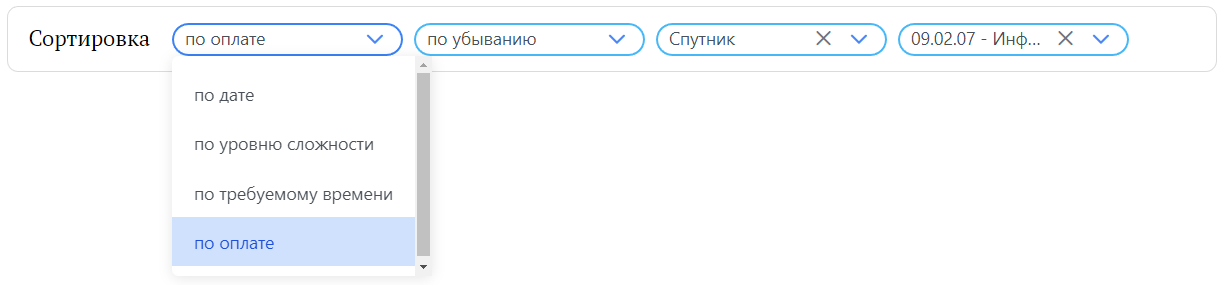 Сортировка по оплате по убыванию Спутник 09.02.07 - Инф...
по дате
по уровню сложности
по требуемому времени
по оплате